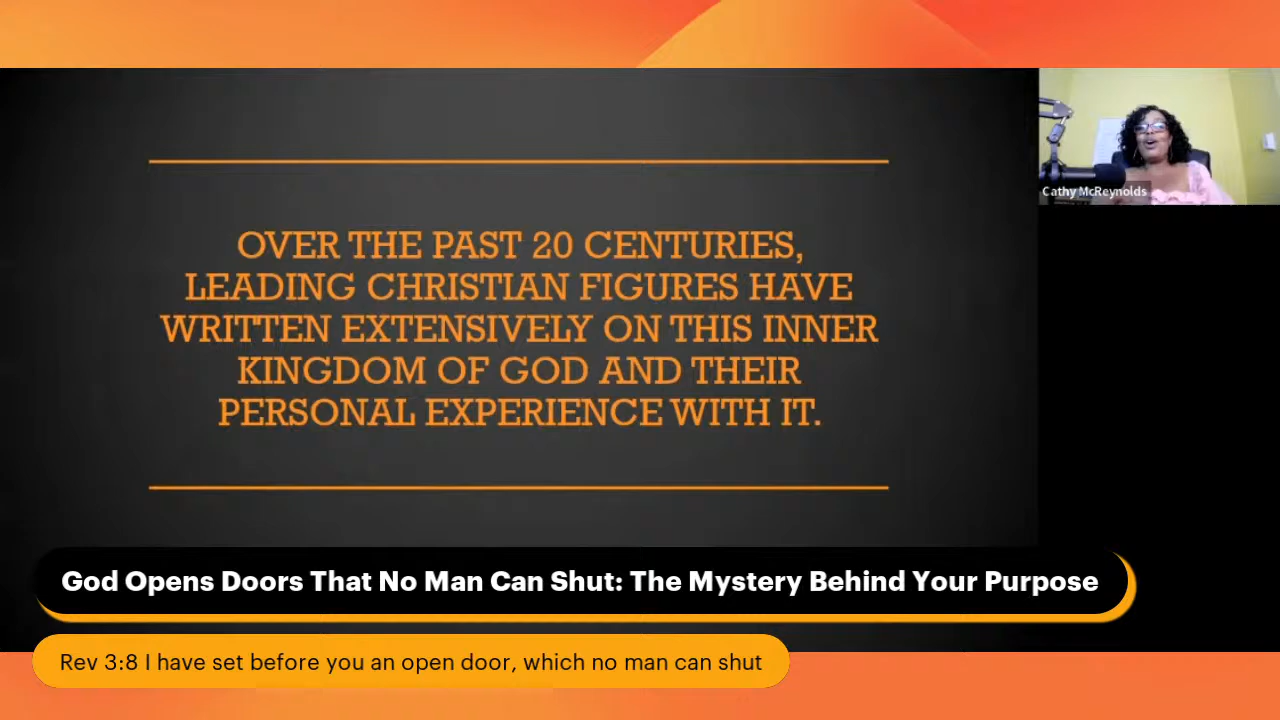 OVER THE PAST 20 CENTURIES,
LEADING CHRISTIAN FIGURES HAVE
WRITTEN EXTENSIVELY ON THIS INNER
KINGDOM OF GOD AND THEIR
PERSONAL EXPERIENCE WITH IT.
Cathy McReynolds
God Opens Doors That No Man Can Shut: The Mystery Behind Your Purpose
Rev 3:8 I have set before you an open door, which no man can shut